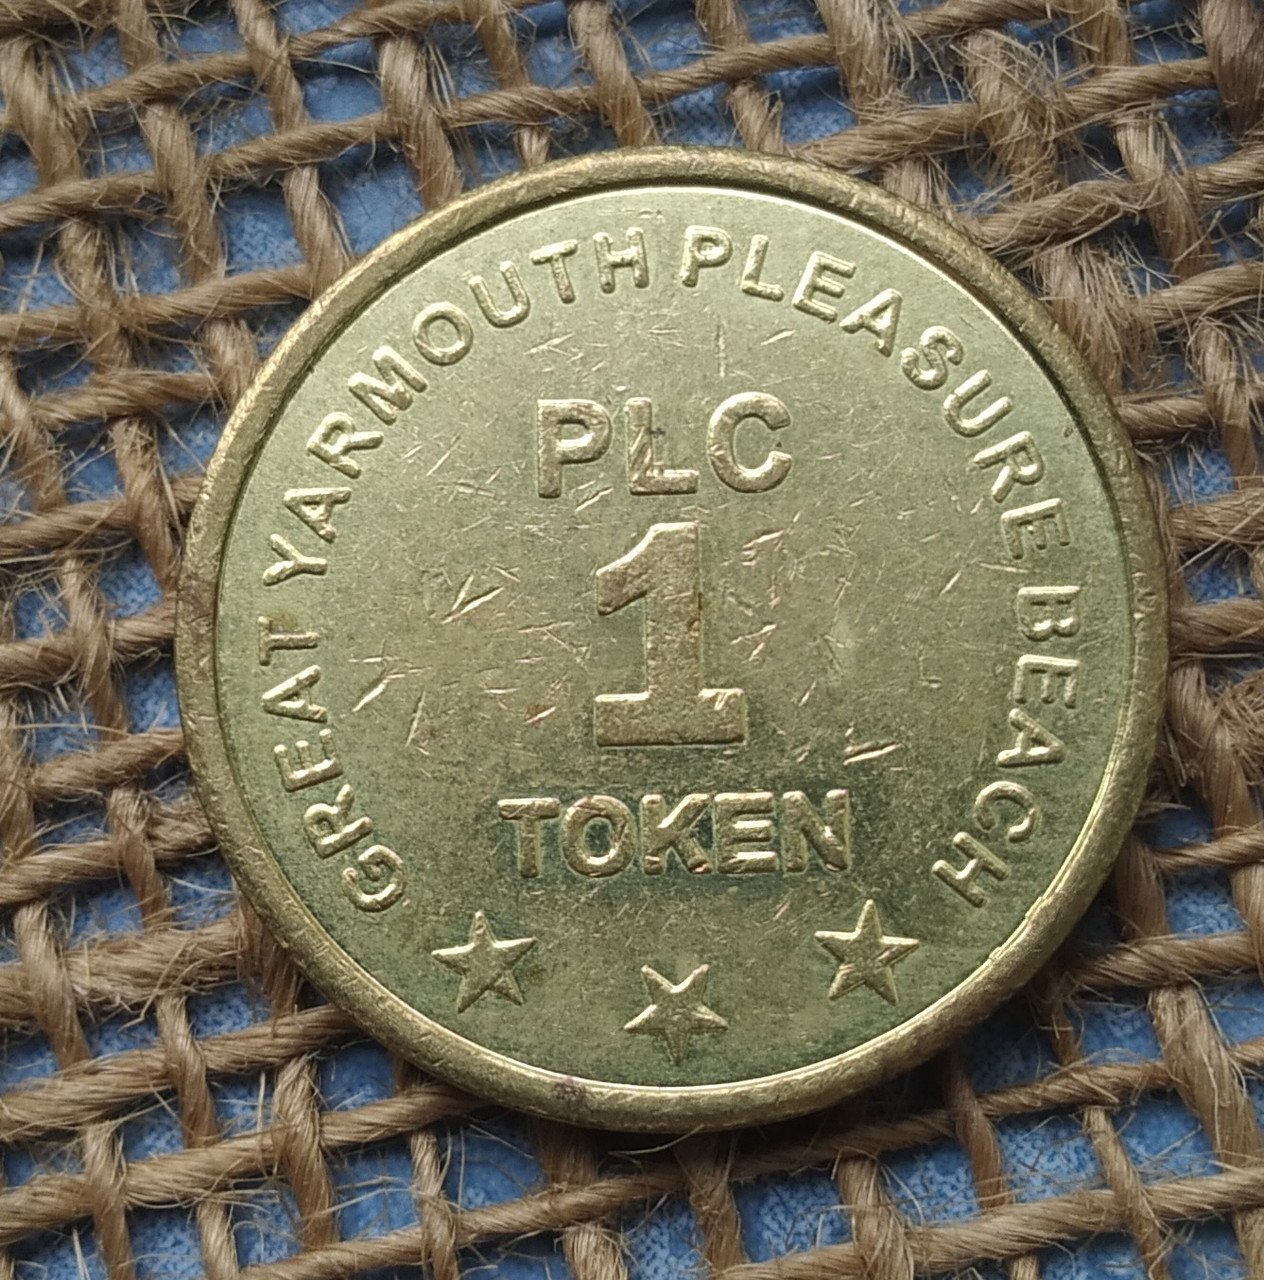 GREAT YARMOUTH PLEASURE BEACH
PLC
1
TOKEN